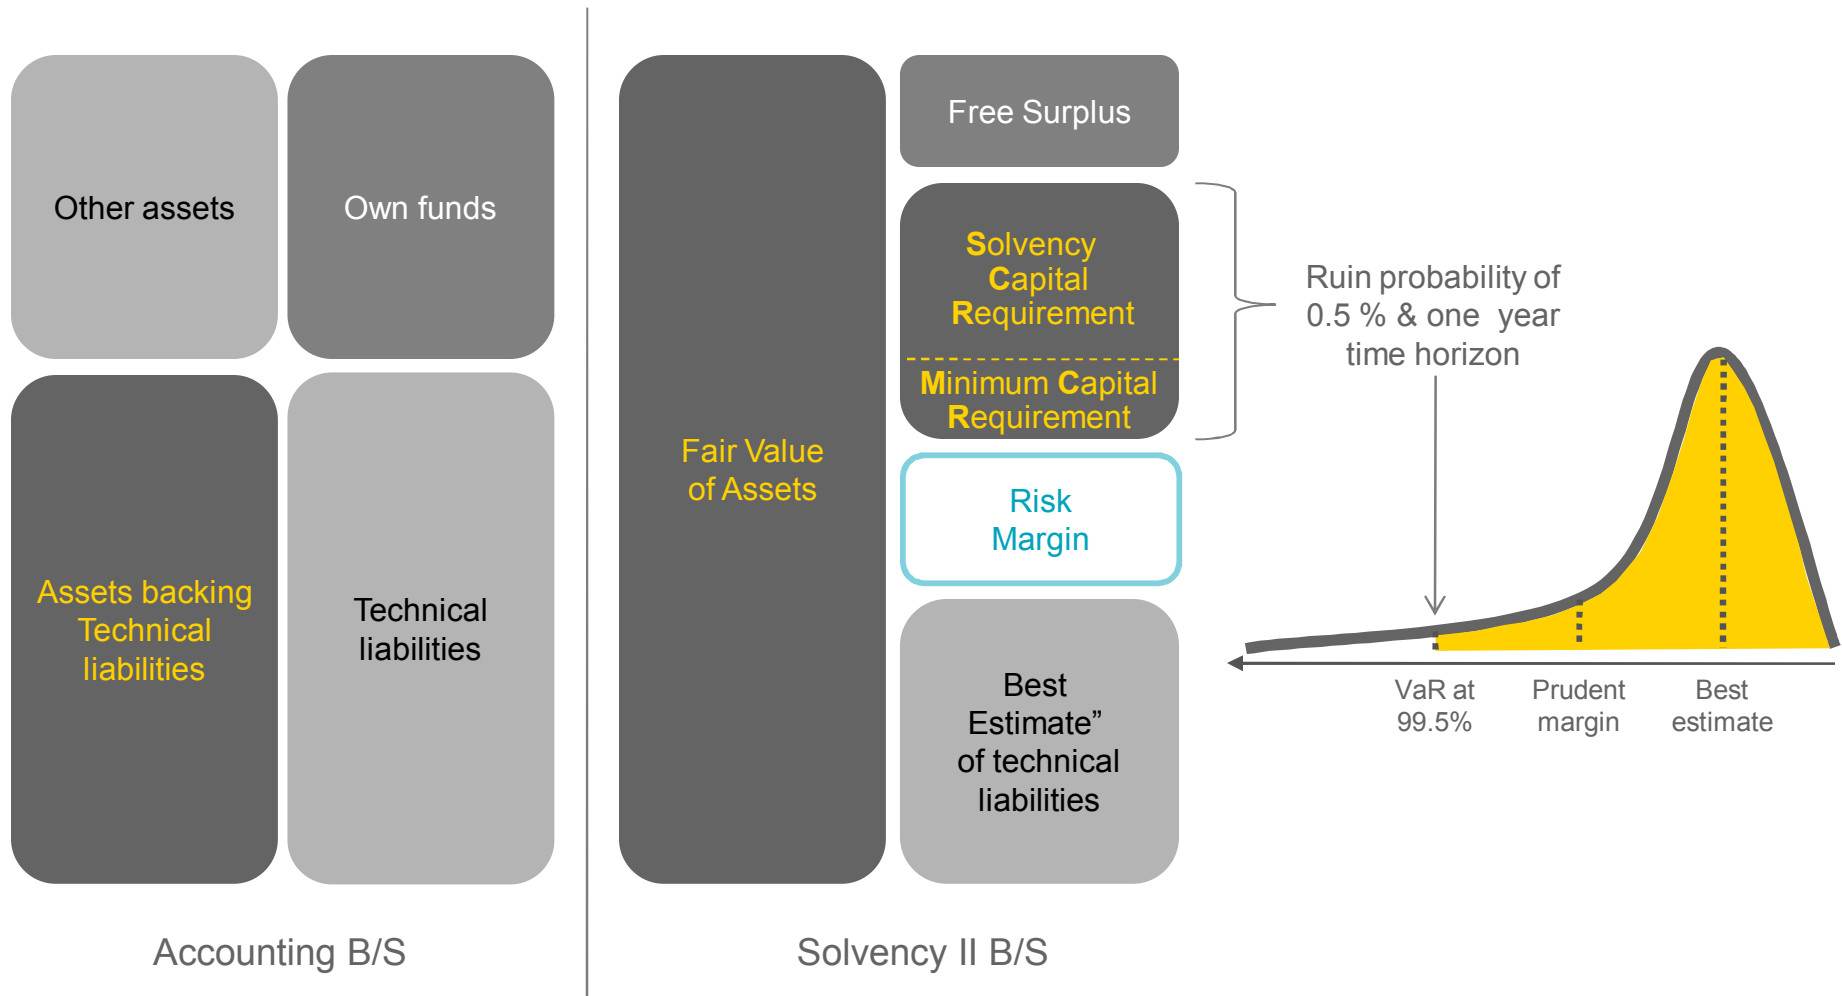 Other assets
Own funds
Assets backing
Technical
liabilities
Technical
liabilities
Accounting B/S
Fair Value
of Assets
Free Surplus
Solvency
Capital
Requirement
Minimum Capital
Requirement
Risk
Margin
Best
Estimate”
of technical
liabilities
Solvency II B/S
Ruin probability of
0.5 % & one year
time horizon
VaR at
99.5%
Prudent
margin
Best
estimate